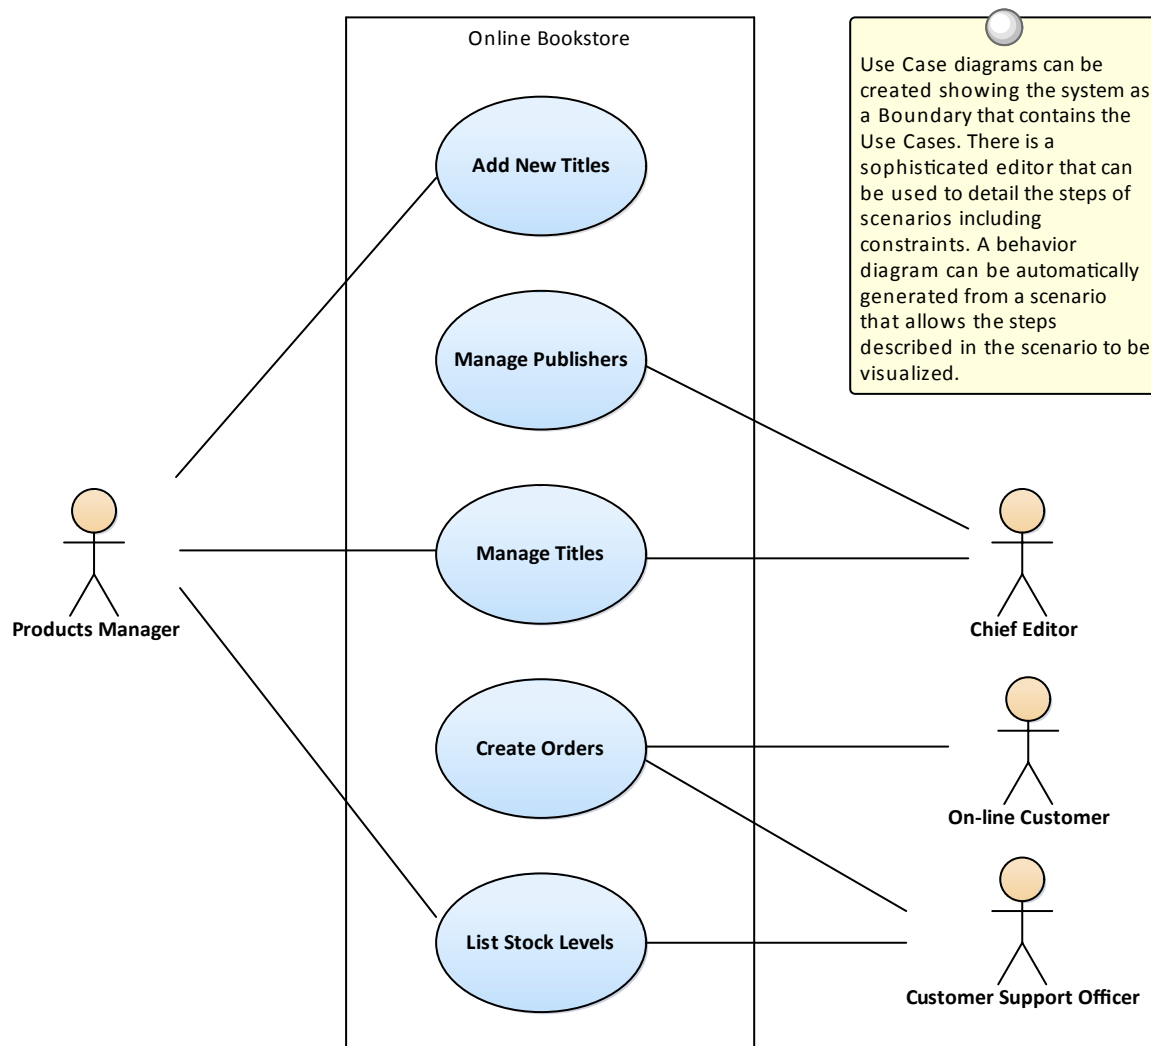 Online Bookstore
Use Case diagrams can be
created showing the system as
a Boundary that contains the
Use Cases. There is a
sophisticated editor that can
be used to detail the steps of
scenarios including
constraints. A behavior
diagram can be automatically
generated from a scenario
that allows the steps
described in the scenario to be
visualized.
Add New Titles
Manage Publishers
Manage Titles
Products Manager
Chief Editor
Create Orders
On-line Customer
List Stock Levels
Customer Support Officer